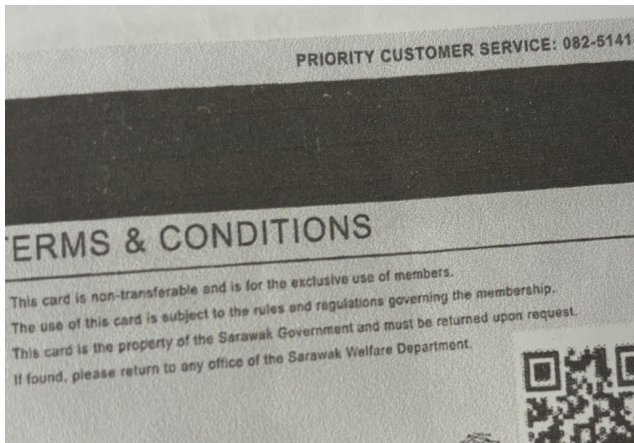 PRIORITY CUSTOMER SERVICE: 082-5141
TERMS & CONDITIONS
This card is non-transferable and is for the exclusive use of members.
The use of this card is subject to the rules and regulations governing the membership.
This card is the property of the Sarawak Government and must be returned upon request.
If found, please return to any office of the Sarawak Welfare Department.